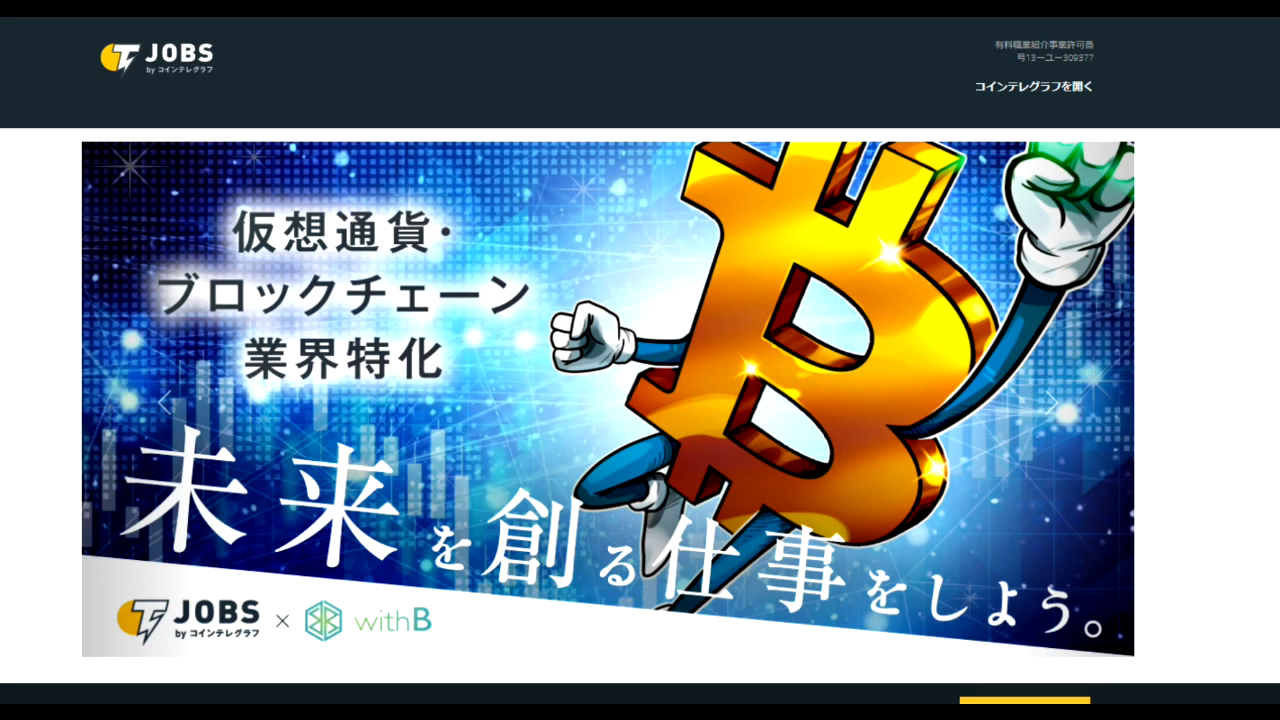 JOBS
by コインテレグラフ
有料職業紹介事業許可番
号13ーユー309377
コインテレグラフを開く
仮想通貨・
ブロックチェーン
業界特化
未来を創る仕事をしよう。
JOBS × withB
by コインテレグラフ